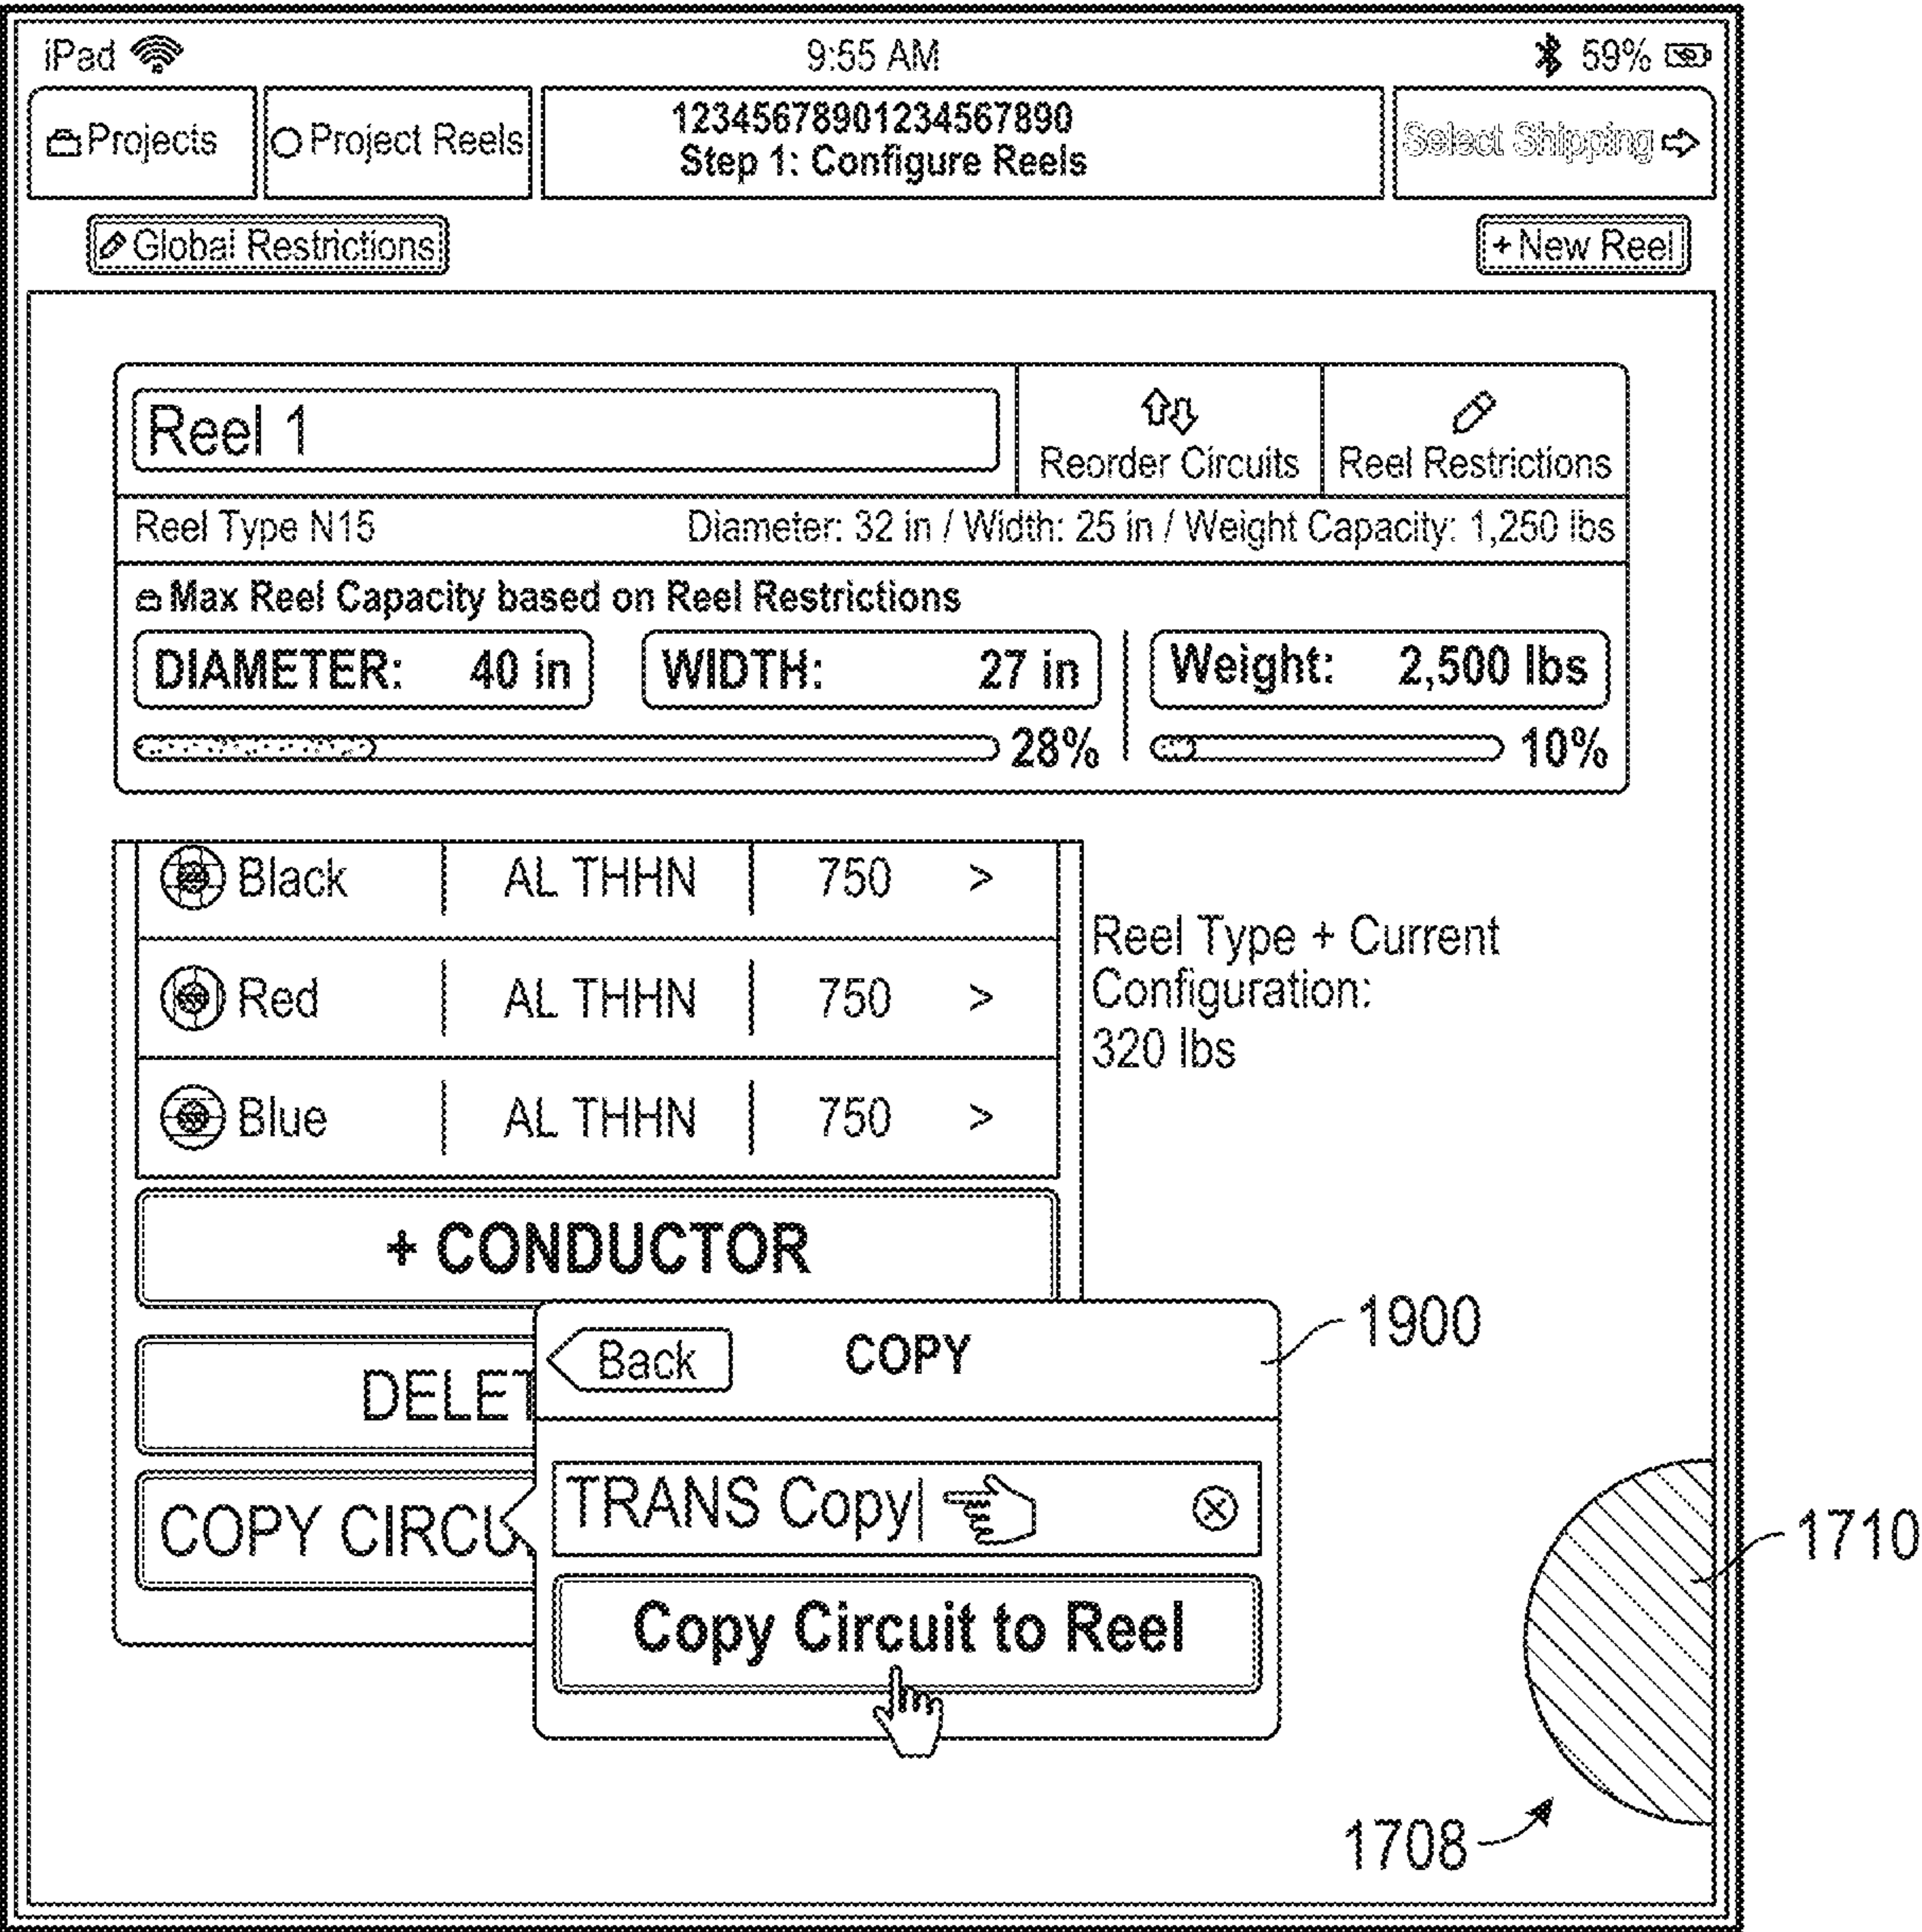 iPad 9:55 AM 59%
Projects Project Reels 12345678901234567890 Select Shipping
Step 1: Configure Reels
Global Restrictions + New Reel
Reel 1 Reorder Circuits Reel Restrictions
Reel Type N15 Diameter: 32 in / Width: 25 in / Weight Capacity: 1,250 lbs
Max Reel Capacity based on Reel Restrictions
DIAMETER: 40 in WIDTH: 27 in Weight: 2,500 lbs
28% 10%
Black AL THHN 750 >
Reel Type + Current
Configuration:
320 lbs
Red AL THHN 750 >
Blue AL THHN 750 >
+ CONDUCTOR
1900
Back COPY
DELET
TRANS Copy
COPY CIRCU
1710
Copy Circuit to Reel
1708